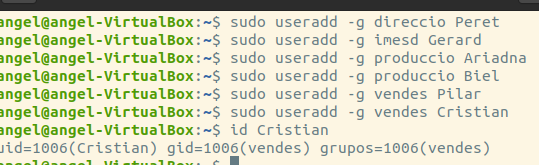 angel@angel-VirtualBox:~$ sudo useradd -g direccio Peret
angel@angel-VirtualBox:~$ sudo useradd -g imesd Gerard
angel@angel-VirtualBox:~$ sudo useradd -g produccio Ariadna
angel@angel-VirtualBox:~$ sudo useradd -g produccio Biel
angel@angel-VirtualBox:~$ sudo useradd -g vendes Pilar
angel@angel-VirtualBox:~$ sudo useradd -g vendes Cristian
angel@angel-VirtualBox:~$ id Cristian
uid=1006(Cristian) gid=1006(vendes) grupos=1006(vendes)
angel@angel-VirtualBox:~$